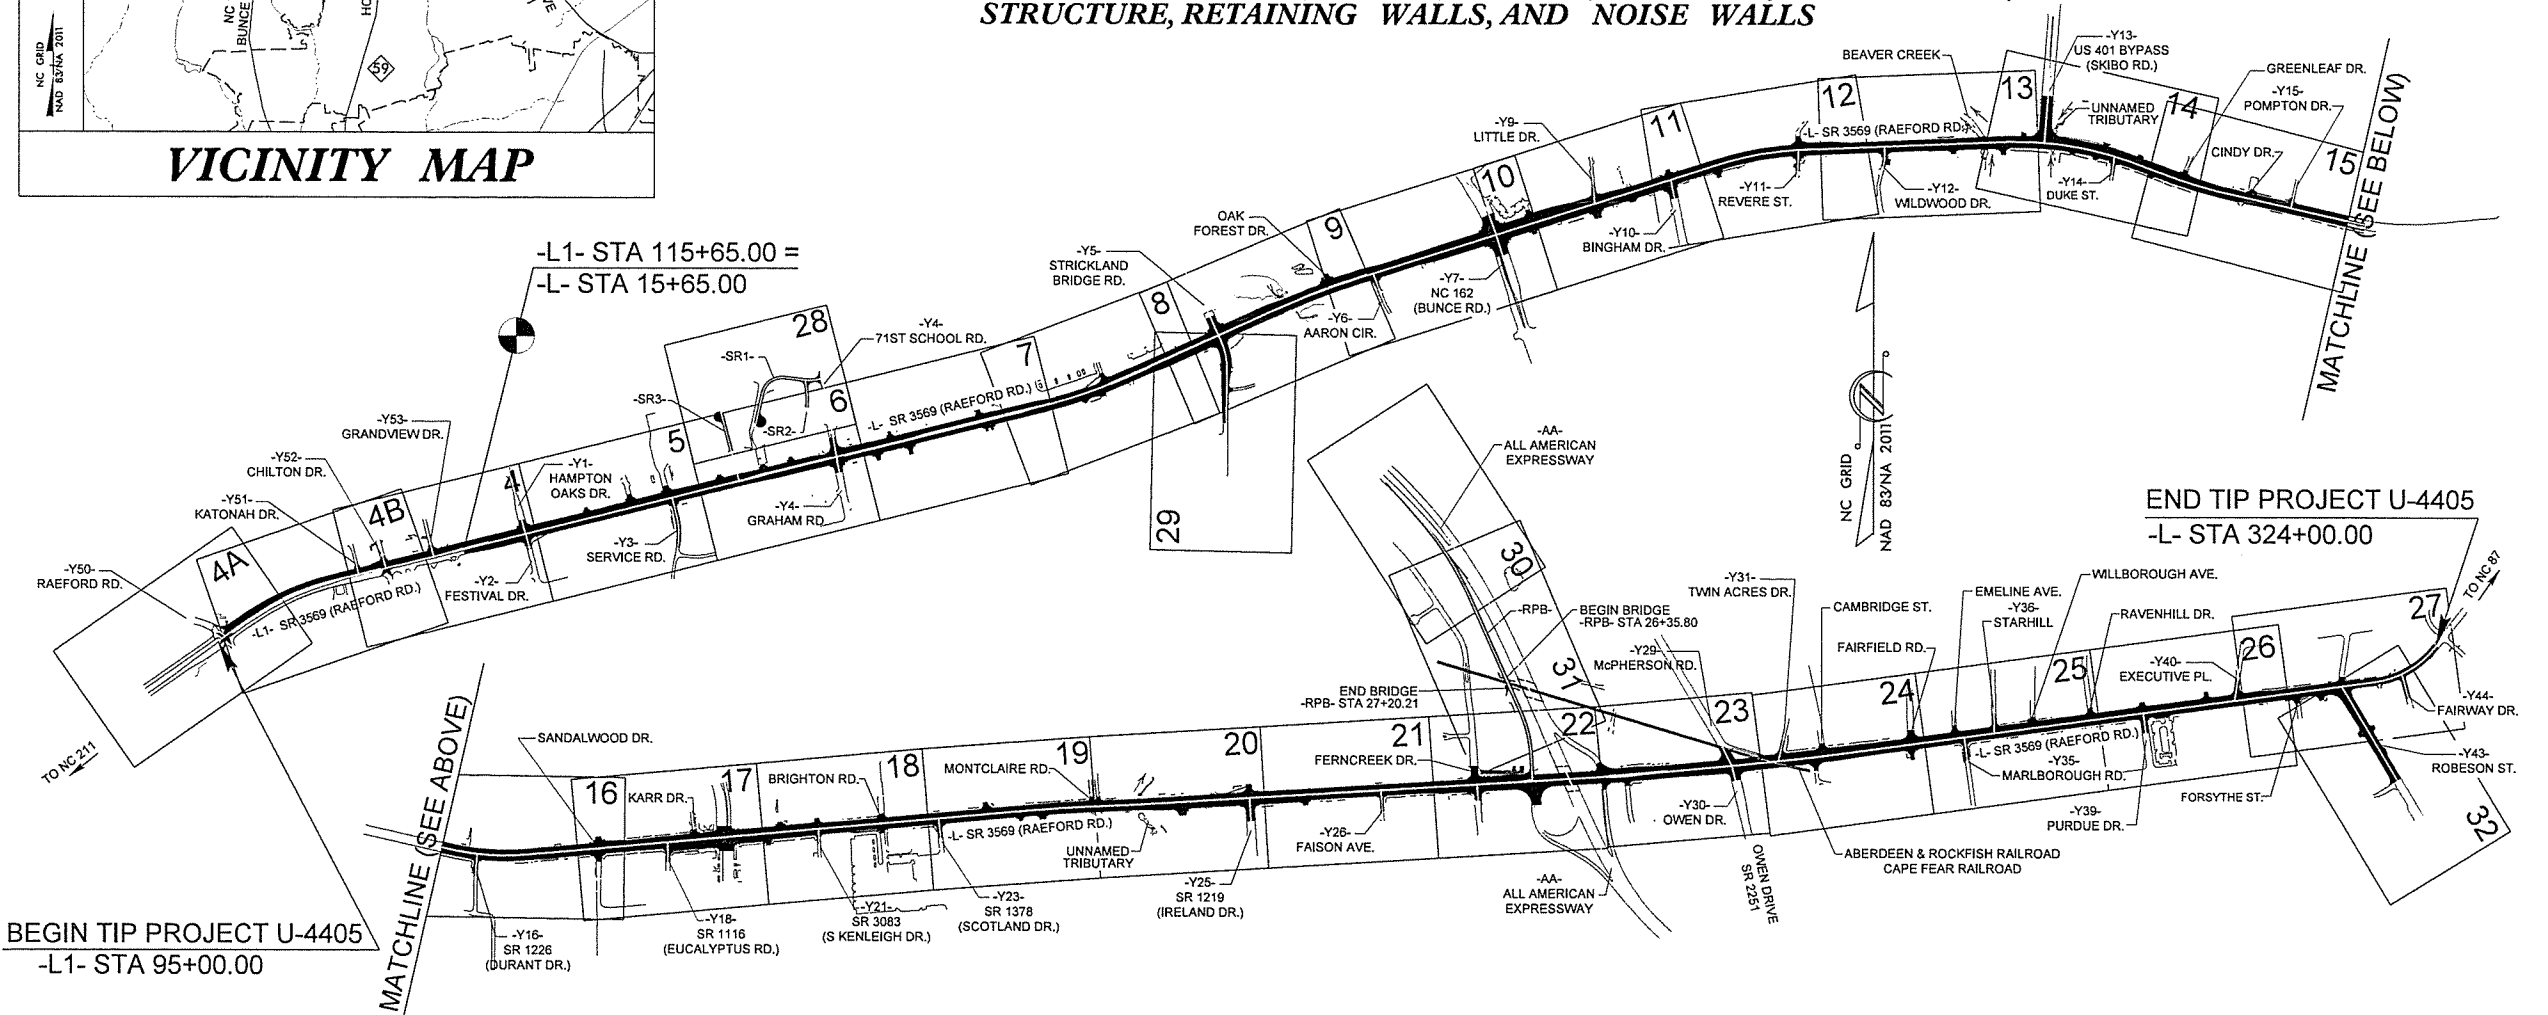 STRUCTURE, RETAINING WALLS, AND NOISE WALLS
NC GRID
NAD 83/NA 2011
NC
BUNCE
59
VICINITY MAP
-L1- STA 115+65.00 =
-L- STA 15+65.00
4A
4B
4
5
28
6
7
8
29
9
10
11
12
13
14
15
-Y50-
RAEFORD RD.
-Y51-
KATONAH DR.
-Y52-
CHILTON DR.
-Y53-
GRANDVIEW DR.
-L1- SR 3569 (RAEFORD RD.)
-Y1-
HAMPTON
OAKS DR.
-Y2-
FESTIVAL DR.
-Y3-
SERVICE RD.
-SR3-
-SR1-
-SR2-
-Y4-
71ST SCHOOL RD.
-Y4-
GRAHAM RD.
-L- SR 3569 (RAEFORD RD.)
-Y5-
STRICKLAND
BRIDGE RD.
OAK
FOREST DR.
-Y6-
AARON CIR.
-Y7-
NC 162
(BUNCE RD.)
-Y9-
LITTLE DR.
-Y10-
BINGHAM DR.
-Y11-
REVERE ST.
-L- SR 3569 (RAEFORD RD.)
-Y12-
WILDWOOD DR.
BEAVER CREEK
-Y13-
US 401 BYPASS
(SKIBO RD.)
UNNAMED
TRIBUTARY
-Y14-
DUKE ST.
GREENLEAF DR.
-Y15-
POMPTON DR.
CINDY DR.
MATCHLINE (SEE BELOW)
NC GRID
NAD 83/NA 2011
TO NC 211
BEGIN TIP PROJECT U-4405
-L1- STA 95+00.00
MATCHLINE (SEE ABOVE)
END TIP PROJECT U-4405
-L- STA 324+00.00
TO NC 87
16
17
18
19
20
21
22
23
24
25
26
27
30
31
32
SANDALWOOD DR.
-Y16-
SR 1226
(DURANT DR.)
KARR DR.
-Y18-
SR 1116
(EUCALYPTUS RD.)
BRIGHTON RD.
-Y21-
SR 3083
(S KENLEIGH DR.)
-Y23-
SR 1378
(SCOTLAND DR.)
MONTCLAIRE RD.
-L- SR 3569 (RAEFORD RD.)
UNNAMED
TRIBUTARY
-Y25-
SR 1219
(IRELAND DR.)
-Y26-
FAISON AVE.
FERNCREEK DR.
-AA-
ALL AMERICAN
EXPRESSWAY
-RPB-
BEGIN BRIDGE
-RPB- STA 26+35.80
END BRIDGE
-RPB- STA 27+20.21
-AA-
ALL AMERICAN
EXPRESSWAY
-Y29-
McPHERSON RD.
-Y30-
OWEN DR.
OWEN DRIVE
SR 2251
-Y31-
TWIN ACRES DR.
CAMBRIDGE ST.
ABERDEEN & ROCKFISH RAILROAD
CAPE FEAR RAILROAD
FAIRFIELD RD.
EMELINE AVE.
-Y36-
STARHILL
WILLBOROUGH AVE.
RAVENHILL DR.
-L- SR 3569 (RAEFORD RD.)
-Y35-
MARLBOROUGH RD.
-Y39-
PURDUE DR.
-Y40-
EXECUTIVE PL.
FORSYTHE ST.
-Y44-
FAIRWAY DR.
-Y43-
ROBESON ST.